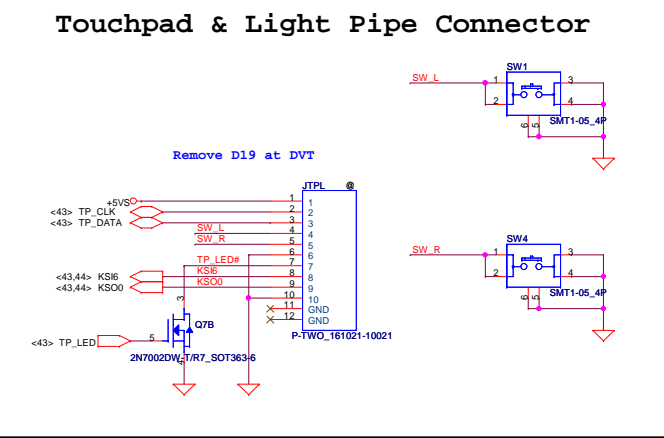 Touchpad & Light Pipe Connector
SW1
SW_L
1
2
3
4
6
5
SMT1-05_4P
Remove D19 at DVT
JTPL @
+5VS
1
1
<43> TP_CLK
2
2
<43> TP_DATA
3
3
SW_L
4
4
SW_R
5
5
6
6
TP_LED#
7
7
<43,44> KSI6
KSI6
8
8
<43,44> KSO0
KSO0
9
9
10
10
11
GND
12
GND
P-TWO_161021-10021
SW4
SW_R
1
2
3
4
6
5
SMT1-05_4P
3
Q7B
<43> TP_LED
5
4
2N7002DW-T/R7_SOT363-6